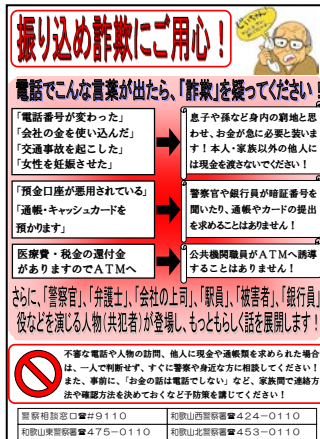 振り込め詐欺にご用心！
電話でこんな言葉が出たら、「詐欺」を疑ってください！
「電話番号が変わった」
「会社の金を使い込んだ」
「交通事故を起こした」
「女性を妊娠させた」
息子や孫など身内の窮地と思
わせ、お金が急に必要と装いま
す！本人・家族以外の他人に
は現金を渡さないでください！
「預金口座が悪用されている」
「通帳・キャッシュカードを
預かります」
警察官や銀行員が暗証番号を
聞いたり、通帳やカードの提出
を求めることはありません！
医療費・税金の還付金
がありますのでＡＴＭへ
公共機関職員がＡＴＭへ誘導
することはありません！
さらに、「警察官」、「弁護士」、「会社の上司」、「駅員」、「被害者」、「銀行員」
役などを演じる人物（共犯者）が登場し、もっともらしく話を展開します！
不審な電話や人物の訪問、他人に現金や通帳類を求められた場合
は、一人で判断せず、すぐに警察や身近な方に相談してください！
また、事前に、「お金の話は電話でしない」など、家族間で連絡方
法や確認方法を決めておくなど予防策を講じてください！
警察相談窓口☎#９１１０
和歌山西警察署☎４２４－０１１０
和歌山東警察署☎４７５－０１１０
和歌山北警察署☎４５３－０１１０